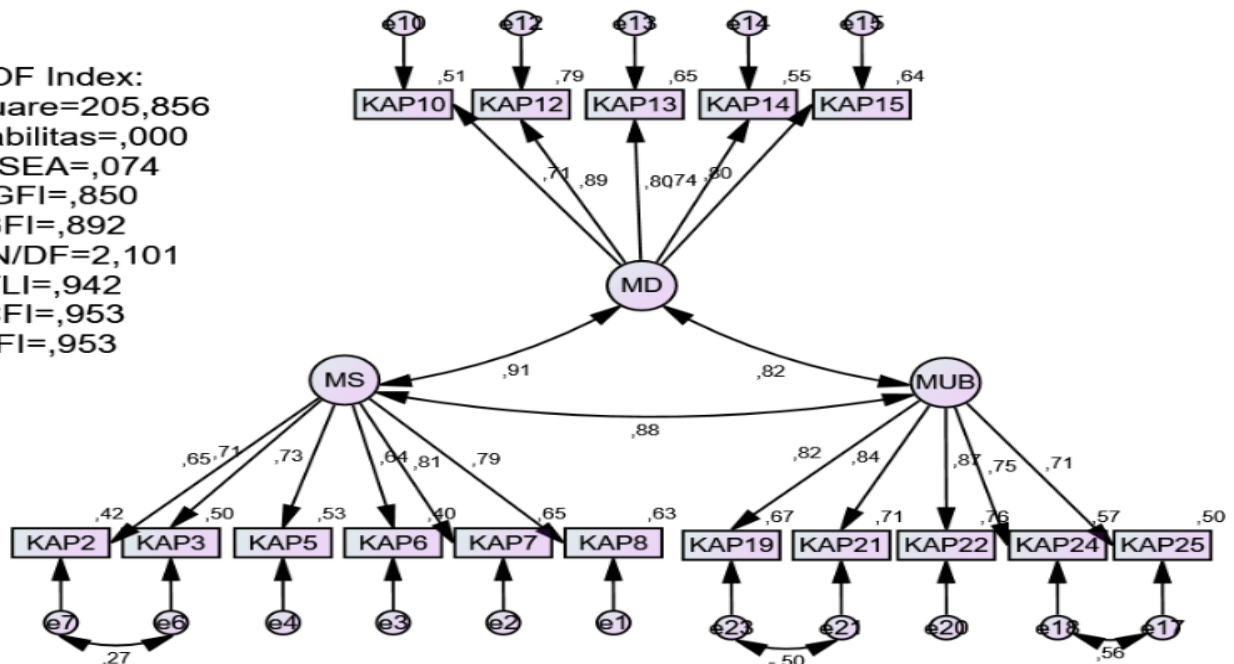 e10 e12 e13 e14 e15
,51 ,79 ,65 ,55 ,64
KAP10 KAP12 KAP13 KAP14 KAP15
OF Index:
uare=205,856
abilitas=,000
SEA=,074
GFI=,850
GFI=,892
N/DF=2,101
TLI=,942
CFI=,953
FI=,953
,71 ,89 ,80 ,74 ,80
MD
,91 ,82
MS MUB
,88
,65 ,71 ,73 ,64 ,81 ,79
,82 ,84 ,87 ,75 ,71
,42 ,50 ,53 ,40 ,65 ,63
,67 ,71 ,76 ,57 ,50
KAP2 KAP3 KAP5 KAP6 KAP7 KAP8
KAP19 KAP21 KAP22 KAP24 KAP25
e7 e6 e4 e3 e2 e1
e23 e21 e20 e18 e17
,27 -,50 ,56